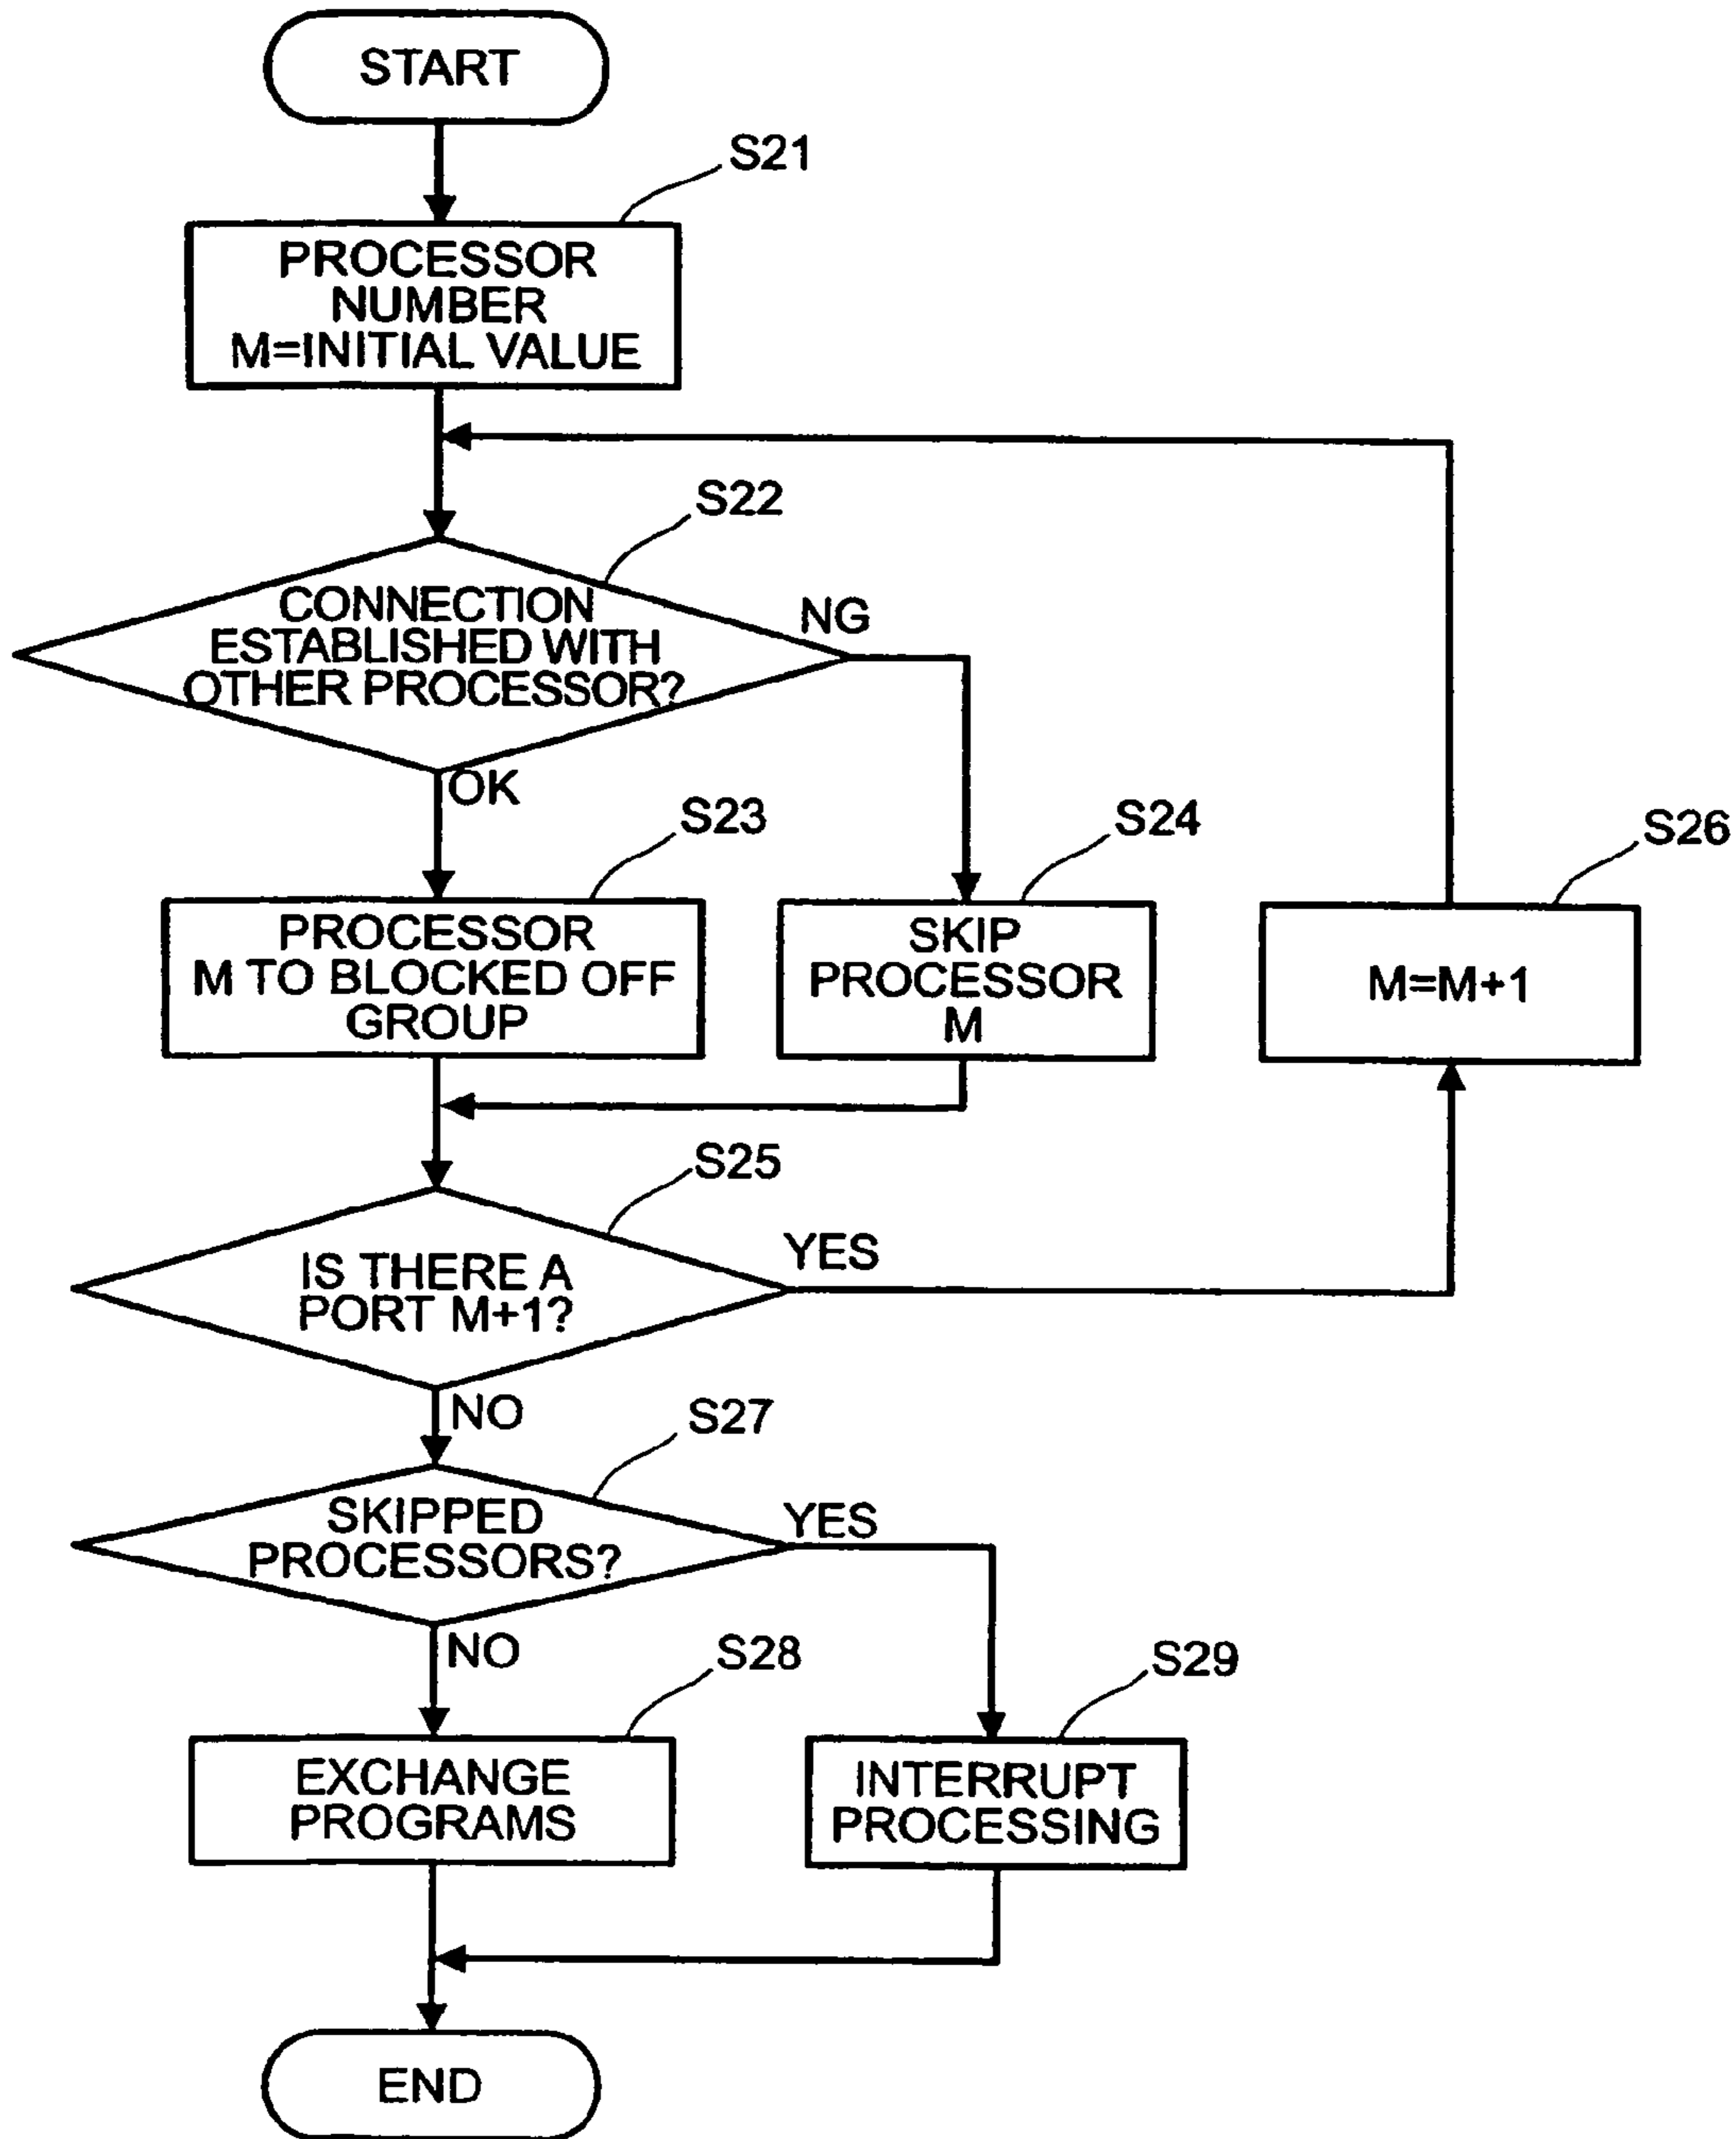 START
S21
PROCESSOR
NUMBER
M=INITIAL VALUE
S22
CONNECTION
ESTABLISHED WITH
OTHER PROCESSOR?
NG
OK
S23
PROCESSOR
M TO BLOCKED OFF
GROUP
S24
SKIP
PROCESSOR
M
S26
M=M+1
S25
IS THERE A
PORT M+1?
YES
NO
S27
SKIPPED
PROCESSORS?
YES
NO
S28
EXCHANGE
PROGRAMS
S29
INTERRUPT
PROCESSING
END